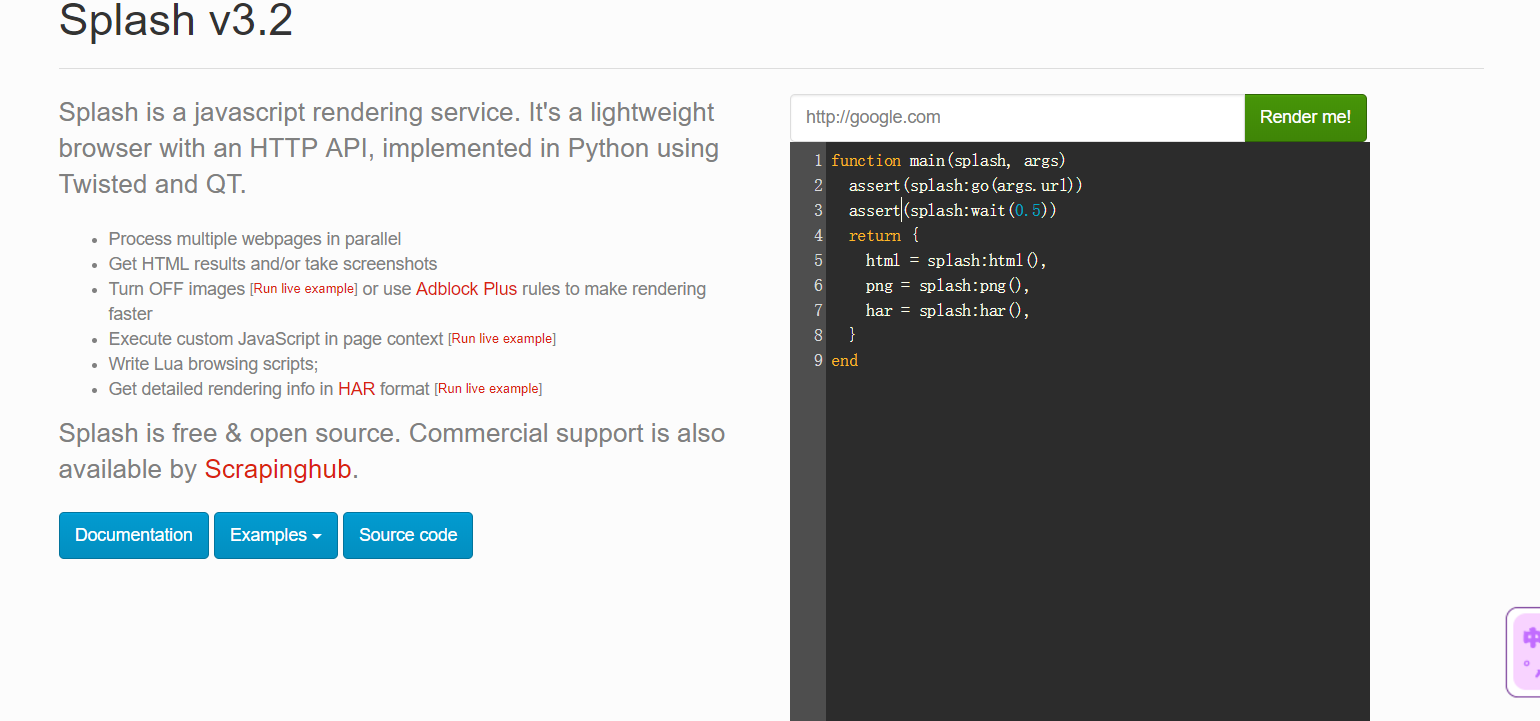 Splash v3.2
Splash is a javascript rendering service. It's a lightweight
browser with an HTTP API, implemented in Python using
Twisted and QT.
• Process multiple webpages in parallel
• Get HTML results and/or take screenshots
• Turn OFF images [Run live example] or use Adblock Plus rules to make rendering
faster
• Execute custom JavaScript in page context [Run live example]
• Write Lua browsing scripts;
• Get detailed rendering info in HAR format [Run live example]
Splash is free & open source. Commercial support is also
available by Scrapinghub.
Documentation
Examples
Source code
http://google.com
Render me!
1 function main(splash, args)
2   assert(splash:go(args.url))
3   assert(splash:wait(0.5))
4   return {
5     html = splash:html(),
6     png = splash:png(),
7     har = splash:har(),
8   }
9 end
中